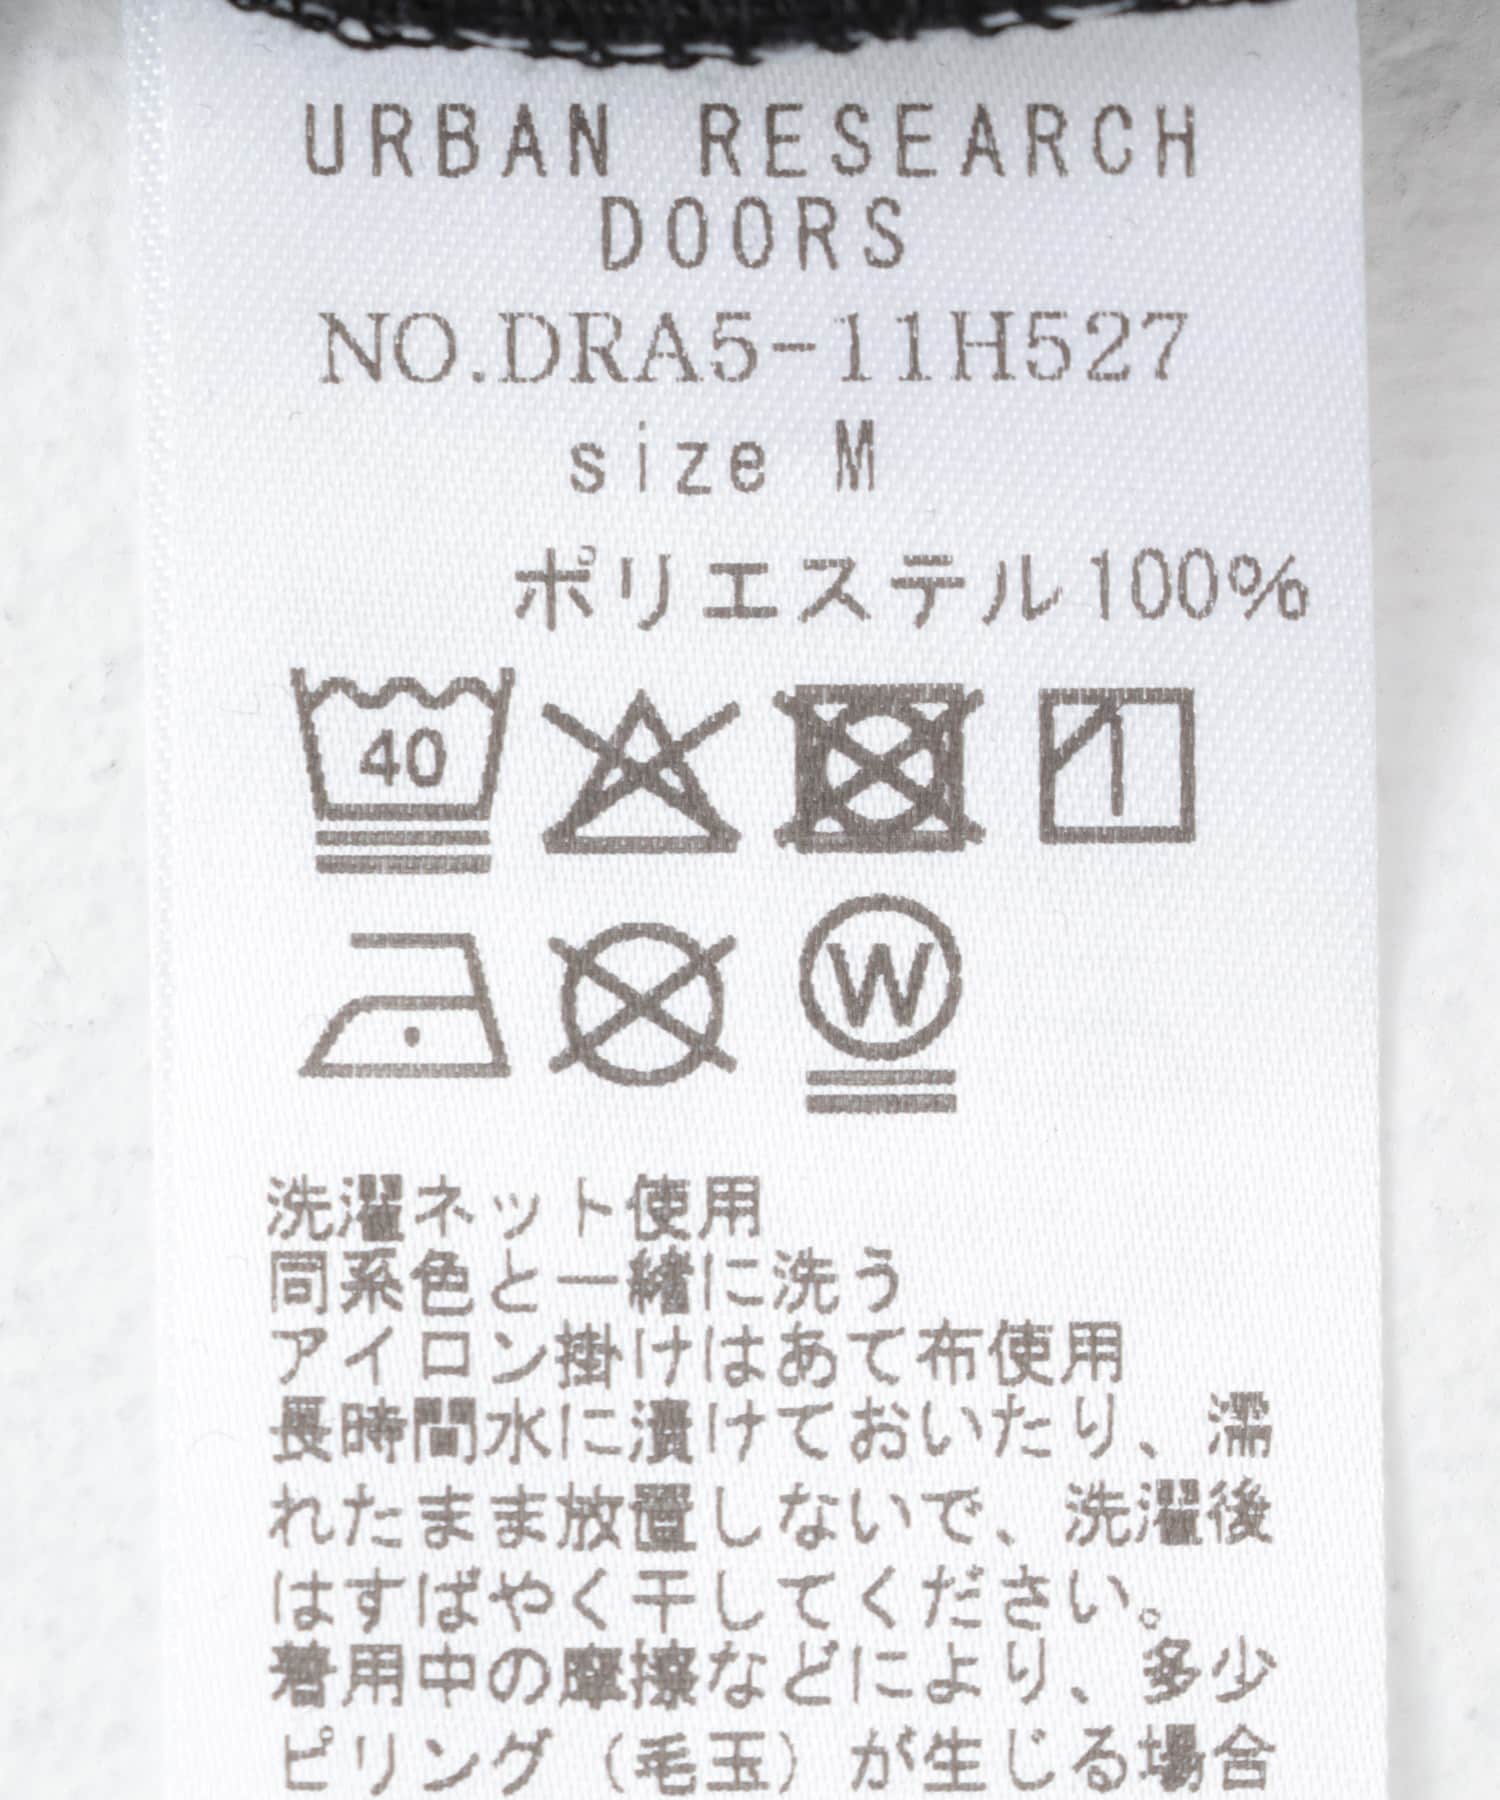 URBAN RESEARCH
DOORS
NO.DRA5-11H527
size M
ポリエステル100%
40
W
洗濯ネット使用
同系色と一緒に洗う
アイロン掛けはあて布使用
長時間水に漬けておいたり、濡
れたまま放置しないで、洗濯後
はすばやく干してください。
着用中の摩擦などにより、多少
ピリング(毛玉)が生じる場合